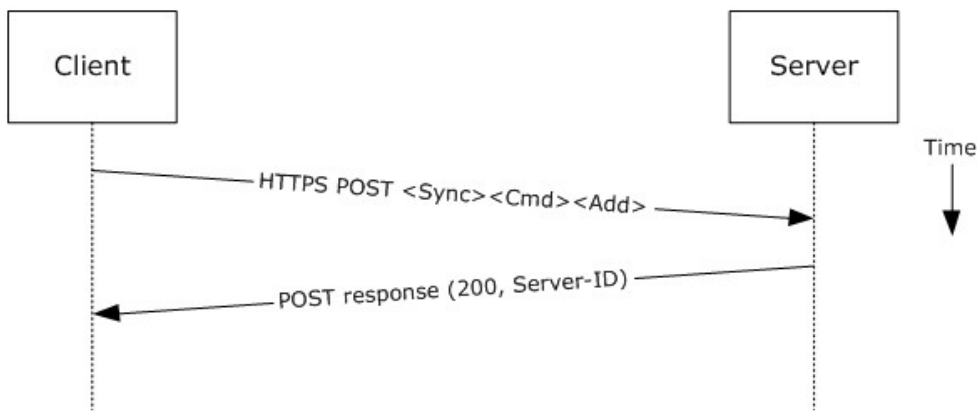 Client
Server
Time
HTTPS POST <Sync><Cmd><Add>
POST response (200, Server-ID)